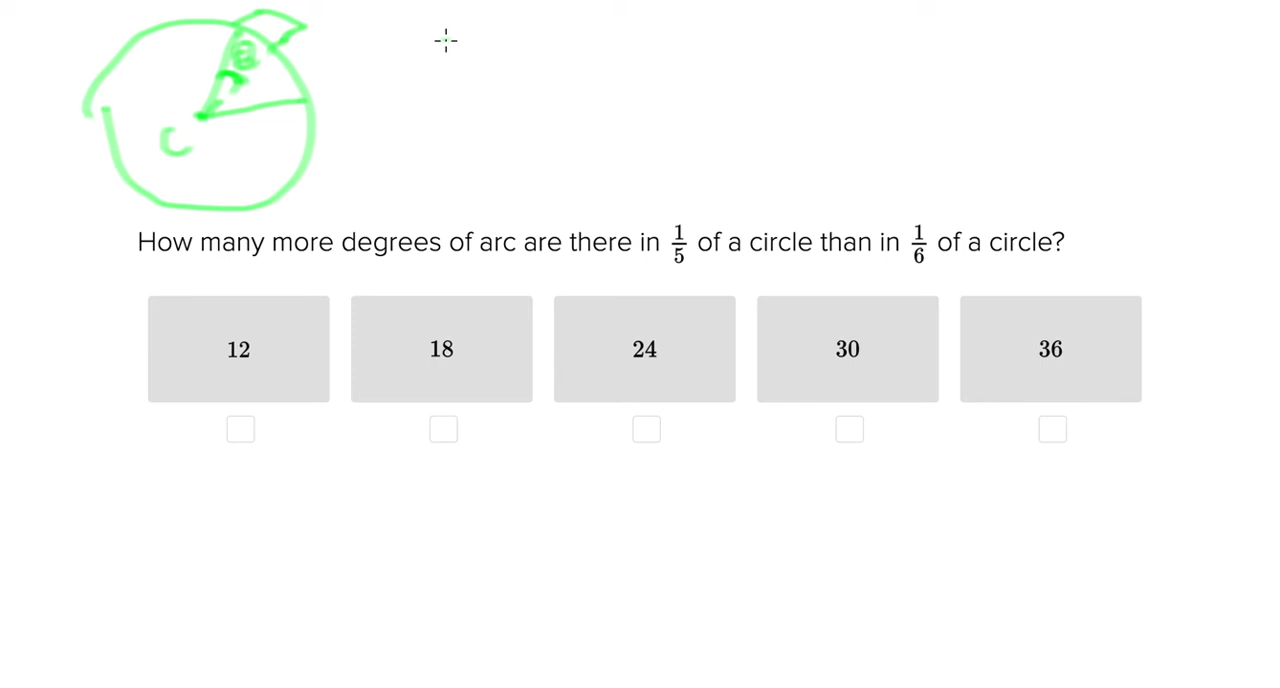 C
How many more degrees of arc are there in 1/5 of a circle than in 1/6 of a circle?
12 18 24 30 36